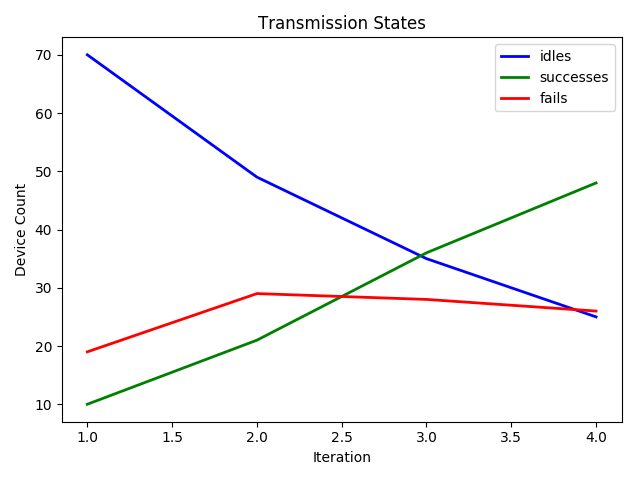 Transmission States
idles
successes
fails
Device Count
70
60
50
40
30
20
10
1.0 1.5 2.0 2.5 3.0 3.5 4.0
Iteration